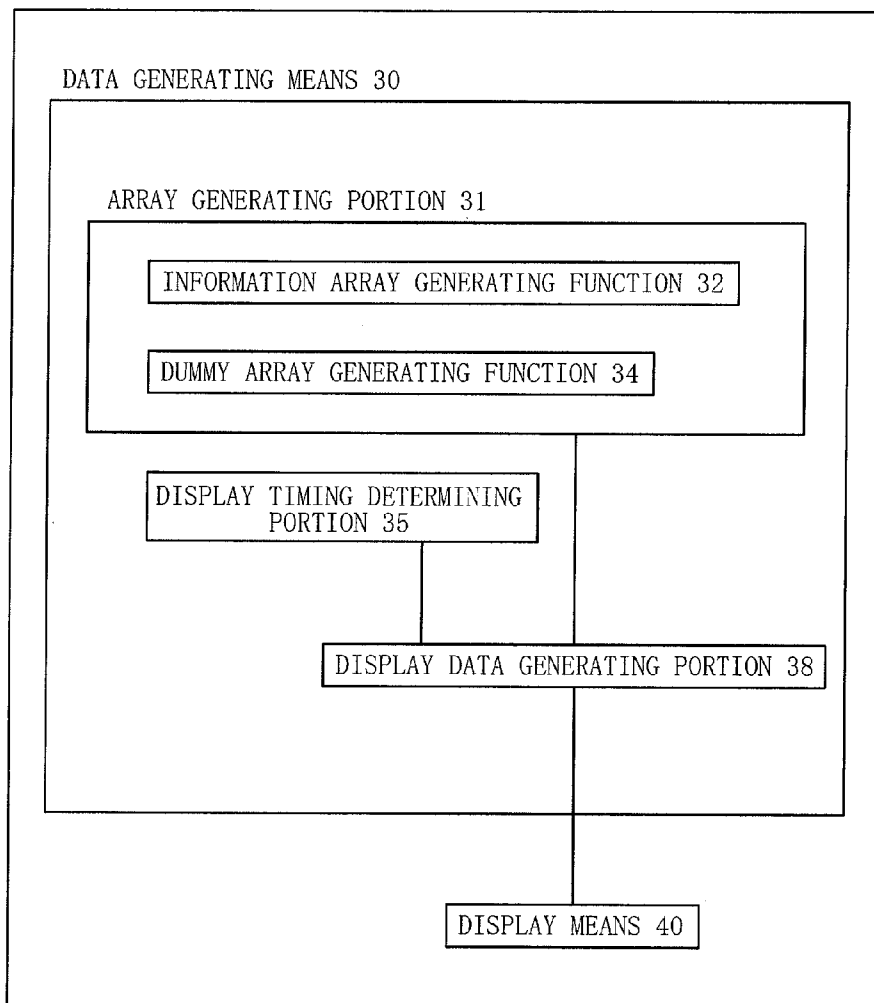 DATA GENERATING MEANS 30
ARRAY GENERATING PORTION 31
INFORMATION ARRAY GENERATING FUNCTION 32
DUMMY ARRAY GENERATING FUNCTION 34
DISPLAY TIMING DETERMINING
PORTION 35
DISPLAY DATA GENERATING PORTION 38
DISPLAY MEANS 40